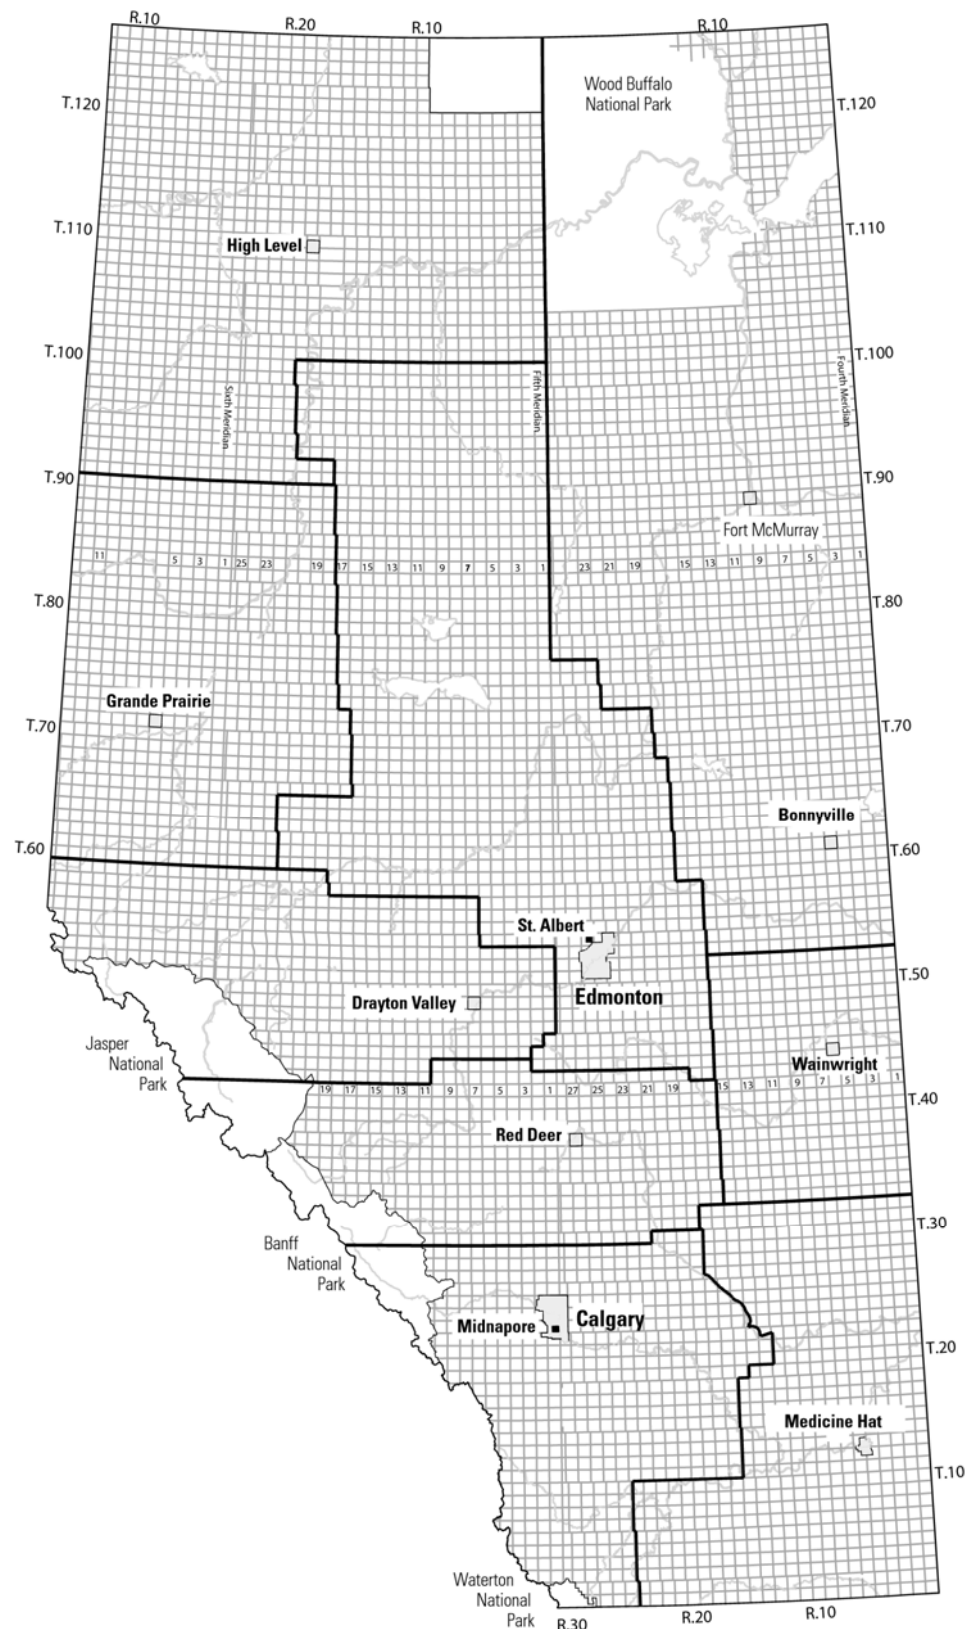 R.10
R.20
R.10
R.10
Wood Buffalo
National Park
T.120
T.120
T.110
T.110
High Level
T.100
T.100
Sixth Meridian
Fifth Meridian
Fourth Meridian
T.90
T.90
Fort McMurray
11 5 3 1 25 23 19 17 15 13 11 9 7 5 3 1 23 21 19 15 13 11 9 7 5 3 1
T.80
T.80
Grande Prairie
T.70
T.70
Bonnyville
T.60
T.60
St. Albert
T.50
Edmonton
Drayton Valley
Jasper
National
Park
Wainwright
19 17 15 13 11 9 7 5 3 1 27 25 23 21 19 15 13 11 9 7 5 3 1
T.40
Red Deer
T.30
Banff
National
Park
Calgary
Midnapore
T.20
Medicine Hat
T.10
Waterton
National
Park
R.30
R.20
R.10